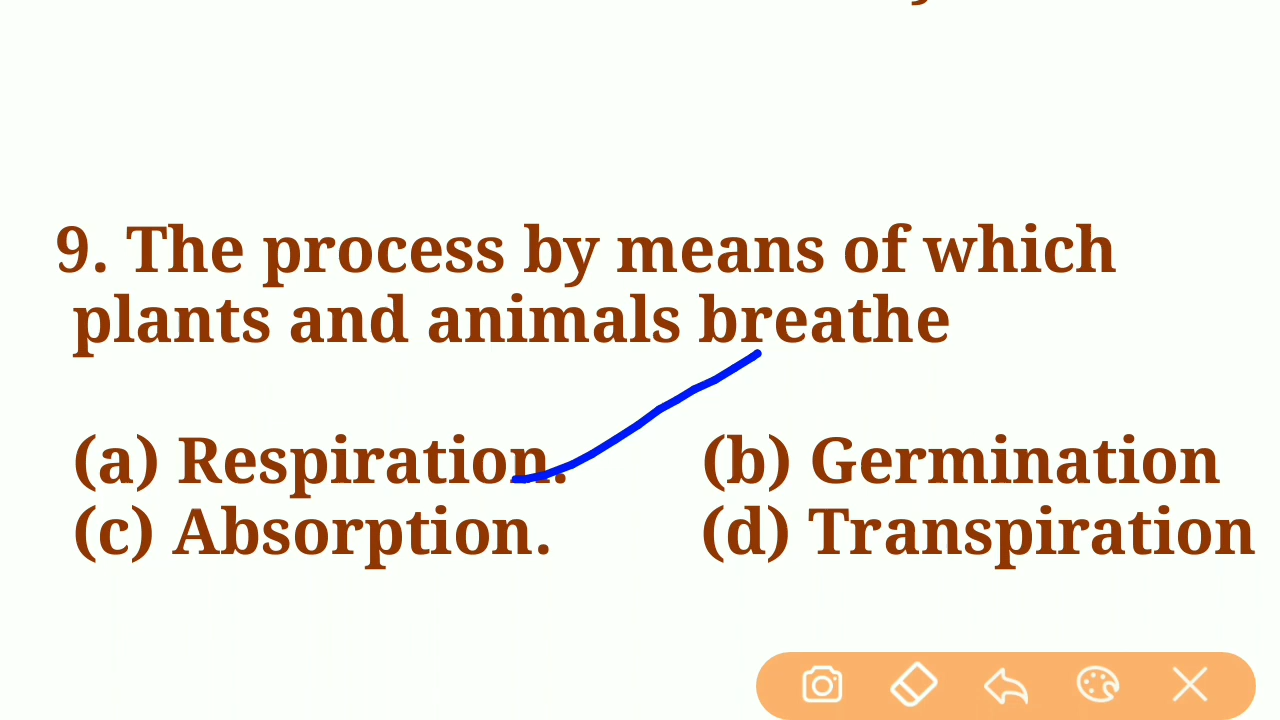 9. The process by means of which
plants and animals breathe
(a) Respiration. (b) Germination
(c) Absorption. (d) Transpiration